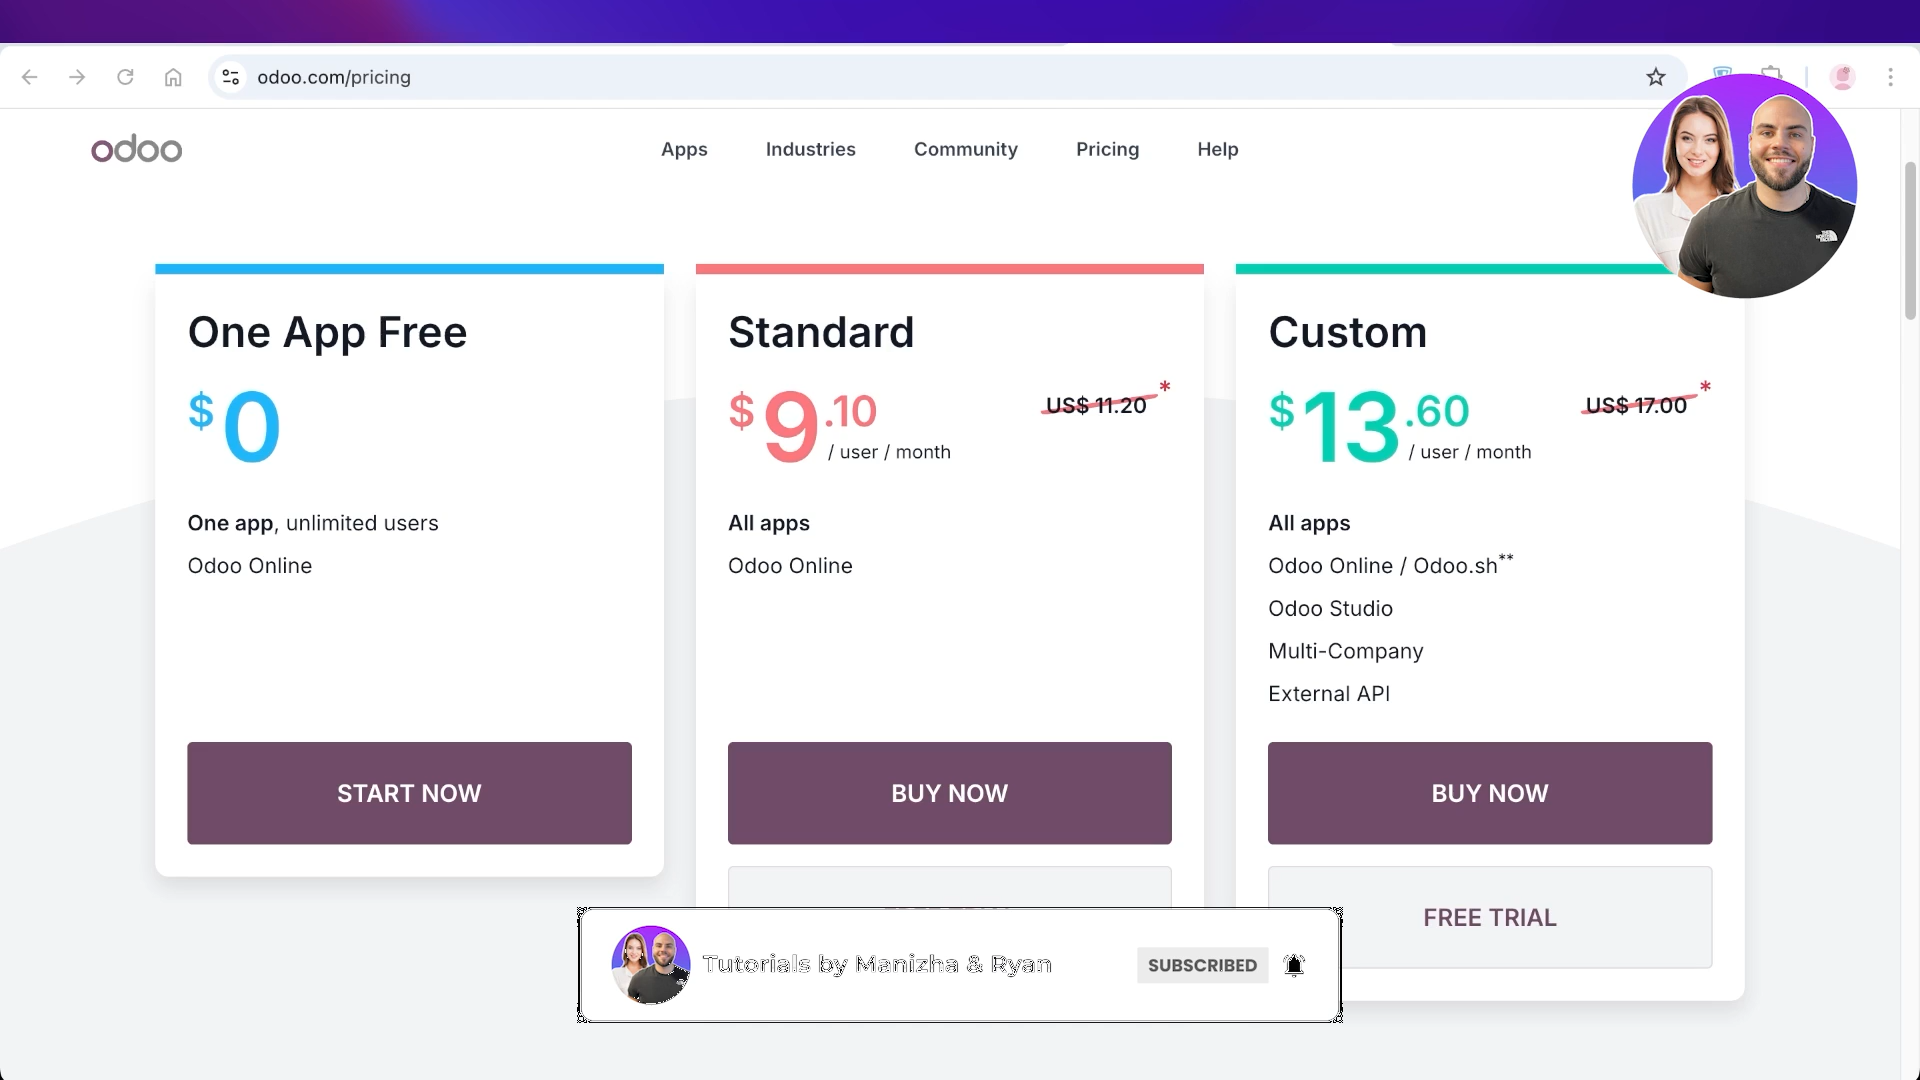 odoo.com/pricing
odoo
Apps
Industries
Community
Pricing
Help
One App Free
$0
One app, unlimited users
Odoo Online
START NOW
Standard
$9.10
/ user / month
US$ 11.20*
All apps
Odoo Online
BUY NOW
Custom
$13.60
/ user / month
US$ 17.00*
All apps
Odoo Online / Odoo.sh**
Odoo Studio
Multi-Company
External API
BUY NOW
FREE TRIAL
Tutorials by Manizha & Ryan
SUBSCRIBED